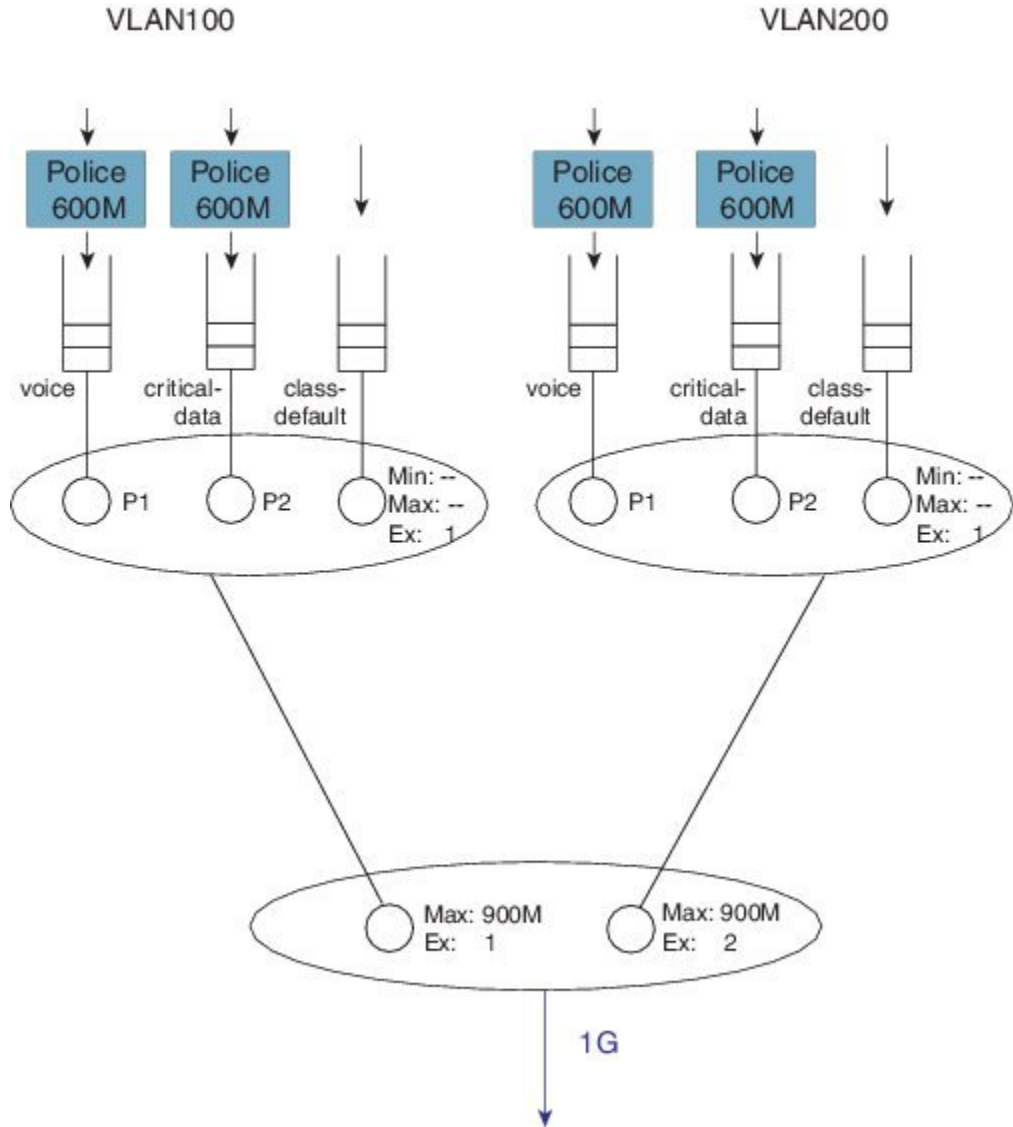 VLAN100
VLAN200
Police
600M
Police
600M
Police
600M
Police
600M
voice
critical-
data
class-
default
voice
critical-
data
class-
default
P1
P2
Min: --
Max: --
Ex: 1
P1
P2
Min: --
Max: --
Ex: 1
Max: 900M
Ex: 1
Max: 900M
Ex: 2
1G